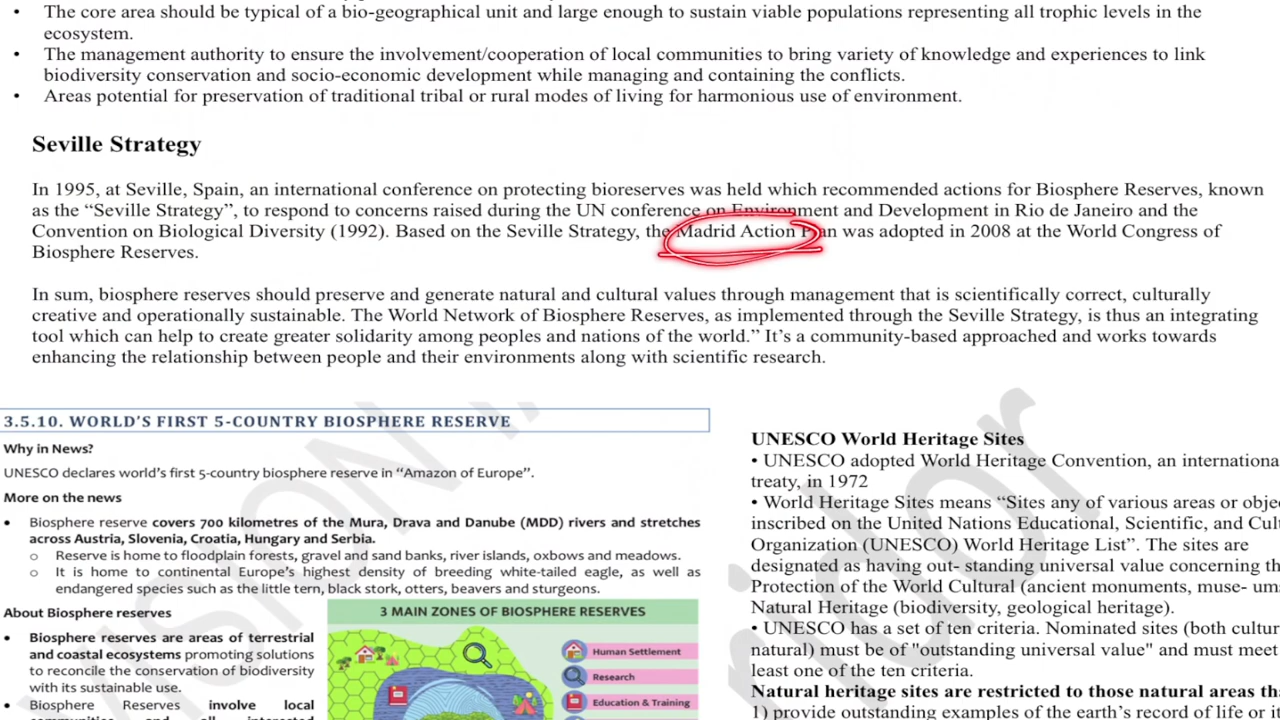 • The core area should be typical of a bio-geographical unit and large enough to sustain viable populations representing all trophic levels in the
ecosystem.
• The management authority to ensure the involvement/cooperation of local communities to bring variety of knowledge and experiences to link
biodiversity conservation and socio-economic development while managing and containing the conflicts.
• Areas potential for preservation of traditional tribal or rural modes of living for harmonious use of environment.
Seville Strategy
In 1995, at Seville, Spain, an international conference on protecting bioreserves was held which recommended actions for Biosphere Reserves, known
as the “Seville Strategy”, to respond to concerns raised during the UN conference on Environment and Development in Rio de Janeiro and the
Convention on Biological Diversity (1992). Based on the Seville Strategy, the Madrid Action Plan was adopted in 2008 at the World Congress of
Biosphere Reserves.
In sum, biosphere reserves should preserve and generate natural and cultural values through management that is scientifically correct, culturally
creative and operationally sustainable. The World Network of Biosphere Reserves, as implemented through the Seville Strategy, is thus an integrating
tool which can help to create greater solidarity among peoples and nations of the world.” It’s a community-based approached and works towards
enhancing the relationship between people and their environments along with scientific research.
3.5.10. WORLD’S FIRST 5-COUNTRY BIOSPHERE RESERVE
Why in News?
UNESCO declares world’s first 5-country biosphere reserve in “Amazon of Europe”.
More on the news
• Biosphere reserve covers 700 kilometres of the Mura, Drava and Danube (MDD) rivers and stretches
across Austria, Slovenia, Croatia, Hungary and Serbia.
o Reserve is home to floodplain forests, gravel and sand banks, river islands, oxbows and meadows.
o It is home to continental Europe’s highest density of breeding white-tailed eagle, as well as
endangered species such as the little tern, black stork, otters, beavers and sturgeons.
About Biosphere reserves
• Biosphere reserves are areas of terrestrial
and coastal ecosystems promoting solutions
to reconcile the conservation of biodiversity
with its sustainable use.
• Biosphere Reserves involve local
3 MAIN ZONES OF BIOSPHERE RESERVES
Human Settlement
Research
Education & Training
UNESCO World Heritage Sites
• UNESCO adopted World Heritage Convention, an internationa
treaty, in 1972
• World Heritage Sites means “Sites any of various areas or obje
inscribed on the United Nations Educational, Scientific, and Cul
Organization (UNESCO) World Heritage List”. The sites are
designated as having out- standing universal value concerning th
Protection of the World Cultural (ancient monuments, muse- um
Natural Heritage (biodiversity, geological heritage).
• UNESCO has a set of ten criteria. Nominated sites (both cultur
natural) must be of "outstanding universal value" and must meet
least one of the ten criteria.
Natural heritage sites are restricted to those natural areas th
1) provide outstanding examples of the earth’s record of life or it